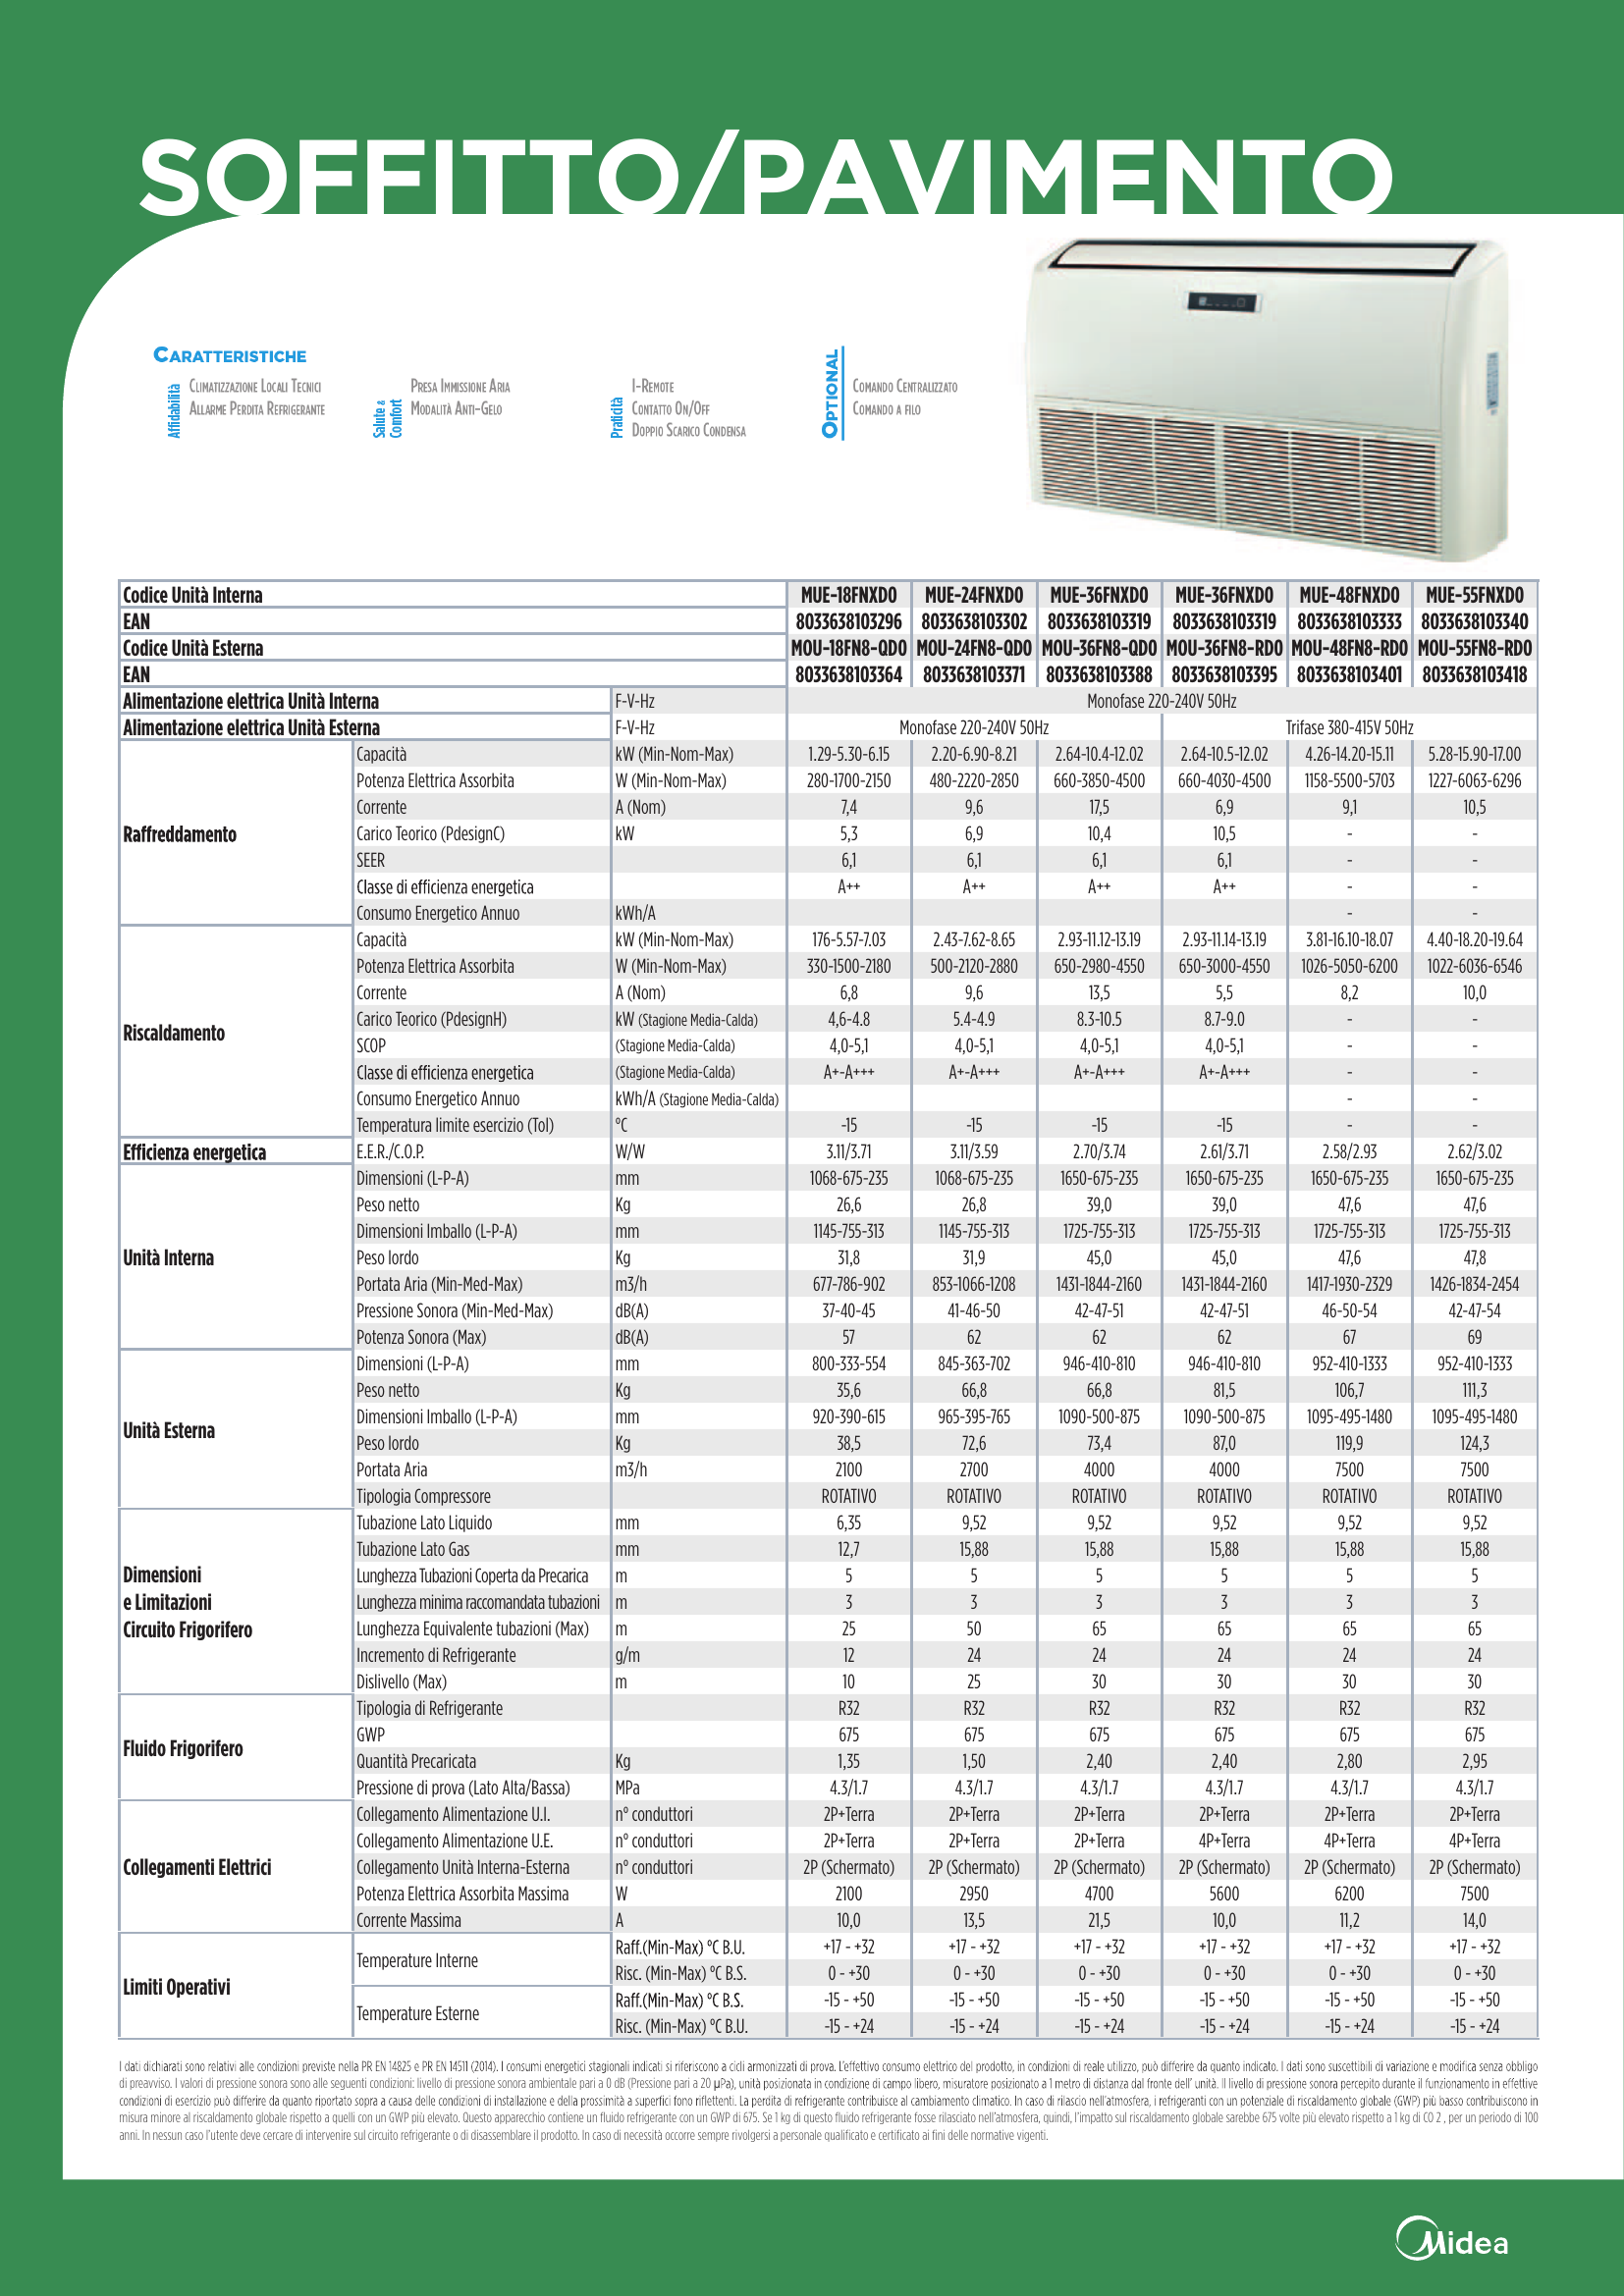 SOFFITTO/PAVIMENTO
CARATTERISTICHE
Affidabilità
CLIMATIZZAZIONE LOCALI TECNICI
ALLARME PERDITA REFRIGERANTE
Salute & Comfort
PRESA IMMISSIONE ARIA
MODALITÀ ANTI-GELO
Praticità
I-REMOTE
CONTATTO ON/OFF
DOPPIO SCARICO CONDENSA
OPTIONAL
COMANDO CENTRALIZZATO
COMANDO A FILO
Codice Unità Interna MUE-18FNXD0 MUE-24FNXD0 MUE-36FNXD0 MUE-36FNXD0 MUE-48FNXD0 MUE-55FNXD0
EAN 8033638103296 8033638103302 8033638103319 8033638103319 8033638103333 8033638103340
Codice Unità Esterna MOU-18FN8-QD0 MOU-24FN8-QD0 MOU-36FN8-QD0 MOU-36FN8-RD0 MOU-48FN8-RD0 MOU-55FN8-RD0
EAN 8033638103364 8033638103371 8033638103388 8033638103395 8033638103401 8033638103418
Alimentazione elettrica Unità Interna F-V-Hz Monofase 220-240V 50Hz
Alimentazione elettrica Unità Esterna F-V-Hz Monofase 220-240V 50Hz Trifase 380-415V 50Hz
Raffreddamento
Capacità kW (Min-Nom-Max) 1.29-5.30-6.15 2.20-6.90-8.21 2.64-10.4-12.02 2.64-10.5-12.02 4.26-14.20-15.11 5.28-15.90-17.00
Potenza Elettrica Assorbita W (Min-Nom-Max) 280-1700-2150 480-2220-2850 660-3850-4500 660-4030-4500 1158-5500-5703 1227-6063-6296
Corrente A (Nom) 7,4 9,6 17,5 6,9 9,1 10,5
Carico Teorico (PdesignC) kW 5,3 6,9 10,4 10,5 - -
SEER 6,1 6,1 6,1 6,1 - -
Classe di efficienza energetica A++ A++ A++ A++ - -
Consumo Energetico Annuo kWh/A - -
Riscaldamento
Capacità kW (Min-Nom-Max) 176-5.57-7.03 2.43-7.62-8.65 2.93-11.12-13.19 2.93-11.14-13.19 3.81-16.10-18.07 4.40-18.20-19.64
Potenza Elettrica Assorbita W (Min-Nom-Max) 330-1500-2180 500-2120-2880 650-2980-4550 650-3000-4550 1026-5050-6200 1022-6036-6546
Corrente A (Nom) 6,8 9,6 13,5 5,5 8,2 10,0
Carico Teorico (PdesignH) kW (Stagione Media-Calda) 4,6-4.8 5.4-4.9 8.3-10.5 8.7-9.0 - -
SCOP (Stagione Media-Calda) 4,0-5,1 4,0-5,1 4,0-5,1 4,0-5,1 - -
Classe di efficienza energetica (Stagione Media-Calda) A+-A+++ A+-A+++ A+-A+++ A+-A+++ - -
Consumo Energetico Annuo kWh/A (Stagione Media-Calda) - -
Temperatura limite esercizio (Tol) °C -15 -15 -15 -15 - -
Efficienza energetica E.E.R./C.O.P. W/W 3.11/3.71 3.11/3.59 2.70/3.74 2.61/3.71 2.58/2.93 2.62/3.02
Unità Interna
Dimensioni (L-P-A) mm 1068-675-235 1068-675-235 1650-675-235 1650-675-235 1650-675-235 1650-675-235
Peso netto Kg 26,6 26,8 39,0 39,0 47,6 47,6
Dimensioni Imballo (L-P-A) mm 1145-755-313 1145-755-313 1725-755-313 1725-755-313 1725-755-313 1725-755-313
Peso lordo Kg 31,8 31,9 45,0 45,0 47,6 47,8
Portata Aria (Min-Med-Max) m3/h 677-786-902 853-1066-1208 1431-1844-2160 1431-1844-2160 1417-1930-2329 1426-1834-2454
Pressione Sonora (Min-Med-Max) dB(A) 37-40-45 41-46-50 42-47-51 42-47-51 46-50-54 42-47-54
Potenza Sonora (Max) dB(A) 57 62 62 62 67 69
Unità Esterna
Dimensioni (L-P-A) mm 800-333-554 845-363-702 946-410-810 946-410-810 952-410-1333 952-410-1333
Peso netto Kg 35,6 66,8 66,8 81,5 106,7 111,3
Dimensioni Imballo (L-P-A) mm 920-390-615 965-395-765 1090-500-875 1090-500-875 1095-495-1480 1095-495-1480
Peso lordo Kg 38,5 72,6 73,4 87,0 119,9 124,3
Portata Aria m3/h 2100 2700 4000 4000 7500 7500
Tipologia Compressore ROTATIVO ROTATIVO ROTATIVO ROTATIVO ROTATIVO ROTATIVO
Dimensioni
e Limitazioni
Circuito Frigorifero
Tubazione Lato Liquido mm 6,35 9,52 9,52 9,52 9,52 9,52
Tubazione Lato Gas mm 12,7 15,88 15,88 15,88 15,88 15,88
Lunghezza Tubazioni Coperta da Precarica m 5 5 5 5 5 5
Lunghezza minima raccomandata tubazioni m 3 3 3 3 3 3
Lunghezza Equivalente tubazioni (Max) m 25 50 65 65 65 65
Incremento di Refrigerante g/m 12 24 24 24 24 24
Dislivello (Max) m 10 25 30 30 30 30
Fluido Frigorifero
Tipologia di Refrigerante R32 R32 R32 R32 R32 R32
GWP 675 675 675 675 675 675
Quantità Precaricata Kg 1,35 1,50 2,40 2,40 2,80 2,95
Pressione di prova (Lato Alta/Bassa) MPa 4.3/1.7 4.3/1.7 4.3/1.7 4.3/1.7 4.3/1.7 4.3/1.7
Collegamenti Elettrici
Collegamento Alimentazione U.I. n° conduttori 2P+Terra 2P+Terra 2P+Terra 2P+Terra 2P+Terra 2P+Terra
Collegamento Alimentazione U.E. n° conduttori 2P+Terra 2P+Terra 2P+Terra 4P+Terra 4P+Terra 4P+Terra
Collegamento Unità Interna-Esterna n° conduttori 2P (Schermato) 2P (Schermato) 2P (Schermato) 2P (Schermato) 2P (Schermato) 2P (Schermato)
Potenza Elettrica Assorbita Massima W 2100 2950 4700 5600 6200 7500
Corrente Massima A 10,0 13,5 21,5 10,0 11,2 14,0
Limiti Operativi
Temperature Interne
Raff.(Min-Max) °C B.U. +17 - +32 +17 - +32 +17 - +32 +17 - +32 +17 - +32 +17 - +32
Risc. (Min-Max) °C B.S. 0 - +30 0 - +30 0 - +30 0 - +30 0 - +30 0 - +30
Temperature Esterne
Raff.(Min-Max) °C B.S. -15 - +50 -15 - +50 -15 - +50 -15 - +50 -15 - +50 -15 - +50
Risc. (Min-Max) °C B.U. -15 - +24 -15 - +24 -15 - +24 -15 - +24 -15 - +24 -15 - +24
I dati dichiarati sono relativi alle condizioni previste nella PR EN 14825 e PR EN 14511 (2014). I consumi energetici stagionali indicati si riferiscono a cicli armonizzati di prova. L'effettivo consumo elettrico del prodotto, in condizioni di reale utilizzo, può differire da quanto indicato. I dati sono suscettibili di variazione e modifica senza obbligo
di preavviso. I valori di pressione sonora sono alle seguenti condizioni: livello di pressione sonora ambientale pari a 0 dB (Pressione pari a 20 µPa), unità posizionata in condizione di campo libero, misuratore posizionato a 1 metro di distanza dal fronte dell' unità. Il livello di pressione sonora percepito durante il funzionamento in effettive
condizioni di esercizio può differire da quanto riportato sopra a causa delle condizioni di installazione e della prossimità a superfici fono riflettenti. La perdita di refrigerante contribuisce al cambiamento climatico. In caso di rilascio nell'atmosfera, i refrigeranti con un potenziale di riscaldamento globale (GWP) più basso contribuiscono in
misura minore al riscaldamento globale rispetto a quelli con un GWP più elevato. Questo apparecchio contiene un fluido refrigerante con un GWP di 675. Se 1 kg di questo fluido refrigerante fosse rilasciato nell'atmosfera, quindi, l'impatto sul riscaldamento globale sarebbe 675 volte più elevato rispetto a 1 kg di CO 2 , per un periodo di 100
anni. In nessun caso l'utente deve cercare di intervenire sul circuito refrigerante o di disassemblare il prodotto. In caso di necessità occorre sempre rivolgersi a personale qualificato e certificato ai fini delle normative vigenti.
Midea